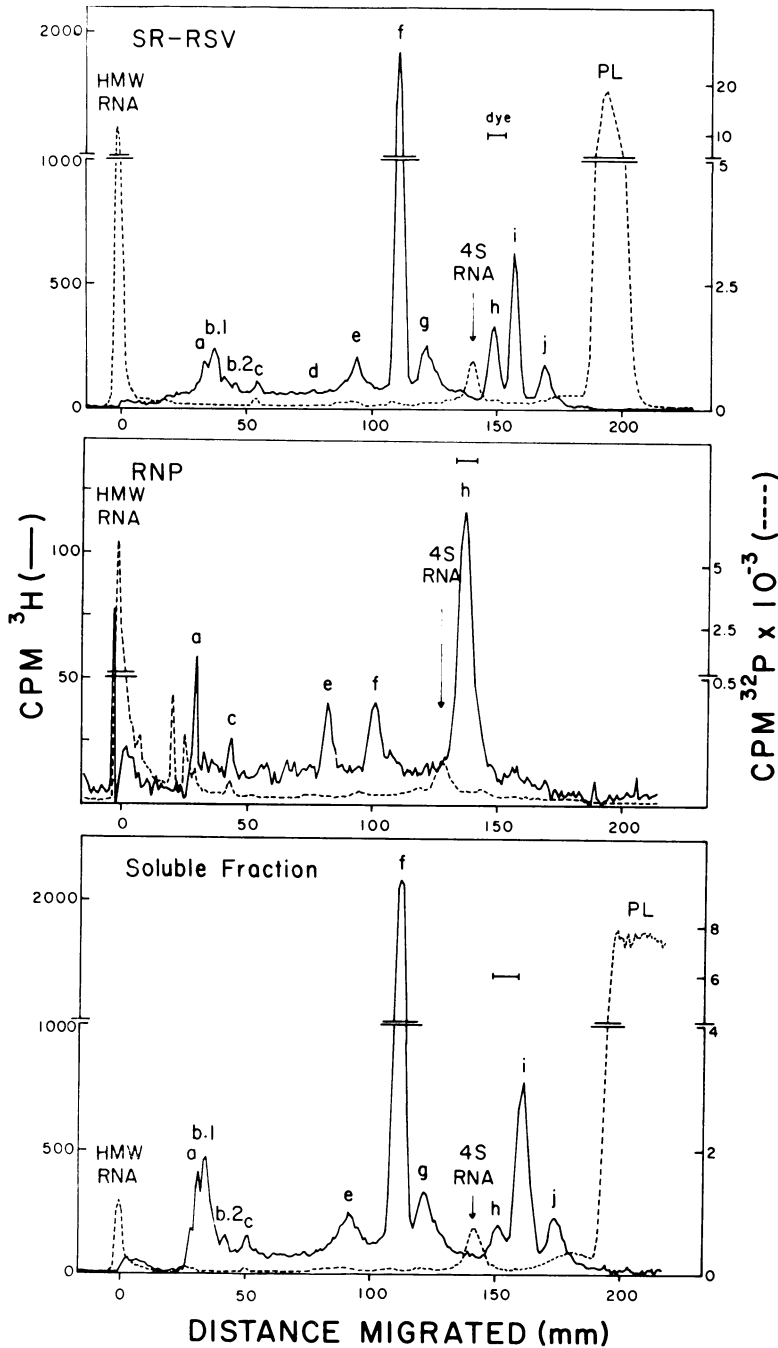 SR-RSV
HMW
RNA
f
PL
dye
i
4S
RNA
h
a
b.1
b.2
c
d
e
g
j
2000
1000
500
0
20
10
5
2.5
0
0 50 100 150 200
RNP
HMW
RNA
4S
RNA
h
a
c
e
f
100
50
5
2.5
0.5
0 50 100 150 200
CPM ³H (—)
CPM ³²P x 10⁻³ (----)
Soluble Fraction
f
PL
i
HMW
RNA
a
b.1
b.2
c
e
g
4S
RNA
h
j
2000
1000
500
0
8
6
4
2
0
0 50 100 150 200
DISTANCE MIGRATED (mm)